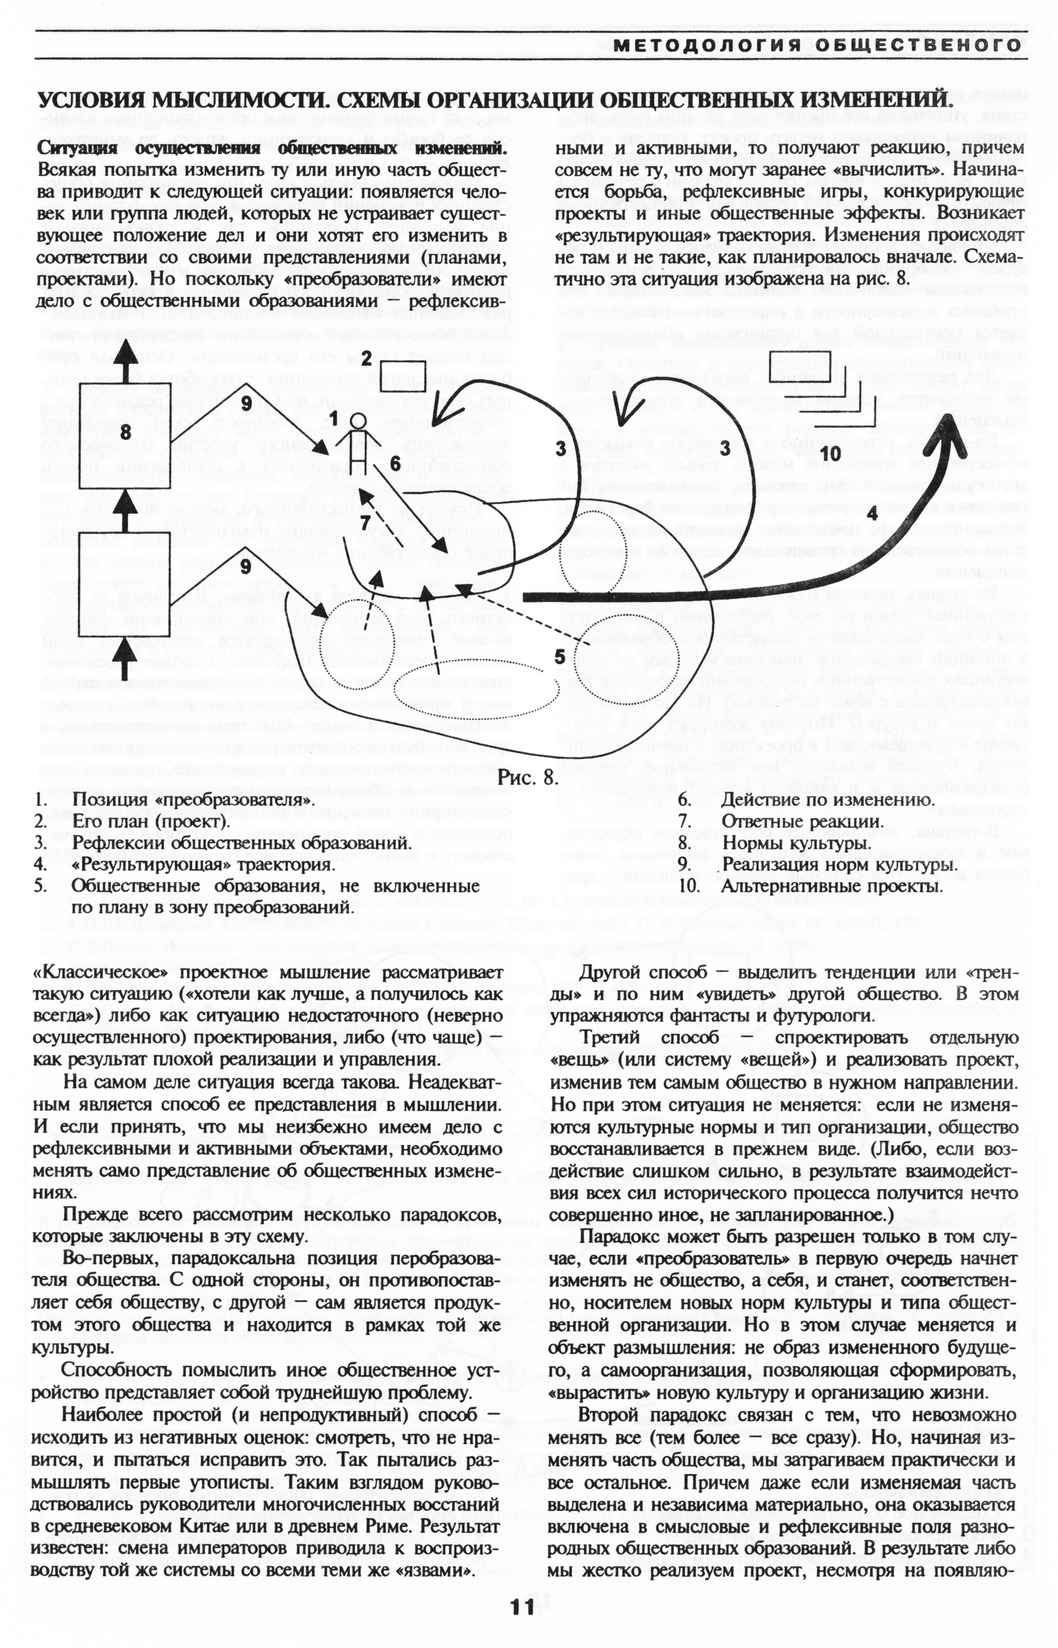 МЕТОДОЛОГИЯ ОБЩЕСТВЕНОГО
УСЛОВИЯ МЫСЛИМОСТИ. СХЕМЫ ОРГАНИЗАЦИИ ОБЩЕСТВЕННЫХ ИЗМЕНЕНИЙ.
Ситуация осуществления общественных изменений.
Всякая попытка изменить ту или иную часть общест-
ва приводит к следующей ситуации: появляется чело-
век или группа людей, которых не устраивает сущест-
вующее положение дел и они хотят его изменить в
соответствии со своими представлениями (планами,
проектами). Но поскольку «преобразователи» имеют
дело с общественными образованиями — рефлексив-
ными и активными, то получают реакцию, причем
совсем не ту, что могут заранее «вычислить». Начина-
ется борьба, рефлексивные игры, конкурирующие
проекты и иные общественные эффекты. Возникает
«результирующая» траектория. Изменения происходят
не там и не такие, как планировалось вначале. Схема-
тично эта ситуация изображена на рис. 8.
2
9
1
8
3
3
10
6
7
4
9
5
Рис. 8.
1. Позиция «преобразователя».
2. Его план (проект).
3. Рефлексии общественных образований.
4. «Результирующая» траектория.
5. Общественные образования, не включенные
по плану в зону преобразований.
6. Действие по изменению.
7. Ответные реакции.
8. Нормы культуры.
9. Реализация норм культуры.
10. Альтернативные проекты.
«Классическое» проектное мышление рассматривает
такую ситуацию («хотели как лучше, а получилось как
всегда») либо как ситуацию недостаточного (неверно
осуществленного) проектирования, либо (что чаще) —
как результат плохой реализации и управления.
На самом деле ситуация всегда такова. Неадекват-
ным является способ ее представления в мышлении.
И если принять, что мы неизбежно имеем дело с
рефлексивными и активными объектами, необходимо
менять само представление об общественных измене-
ниях.
Прежде всего рассмотрим несколько парадоксов,
которые заключены в эту схему.
Во-первых, парадоксальна позиция перобразова-
теля общества. С одной стороны, он противопостав-
ляет себя обществу, с другой — сам является продук-
том этого общества и находится в рамках той же
культуры.
Способность помыслить иное общественное уст-
ройство представляет собой труднейшую проблему.
Наиболее простой (и непродуктивный) способ —
исходить из негативных оценок: смотреть, что не нра-
вится, и пытаться исправить это. Так пытались раз-
мышлять первые утописты. Таким взглядом руково-
дствовались руководители многочисленных восстаний
в средневековом Китае или в древнем Риме. Результат
известен: смена императоров приводила к воспроиз-
водству той же системы со всеми теми же «язвами».
Другой способ — выделить тенденции или «трен-
ды» и по ним «увидеть» другой общество. В этом
упражняются фантасты и футурологи.
Третий способ — спроектировать отдельную
«вещь» (или систему «вещей») и реализовать проект,
изменив тем самым общество в нужном направлении.
Но при этом ситуация не меняется: если не изменя-
ются культурные нормы и тип организации, общество
восстанавливается в прежнем виде. (Либо, если воз-
действие слишком сильно, в результате взаимодейст-
вия всех сил исторического процесса получится нечто
совершенно иное, не запланированное.)
Парадокс может быть разрешен только в том слу-
чае, если «преобразователь» в первую очередь начнет
изменять не общество, а себя, и станет, соответствен-
но, носителем новых норм культуры и типа общест-
венной организации. Но в этом случае меняется и
объект размышления: не образ измененного будуще-
го, а самоорганизация, позволяющая сформировать,
«вырастить» новую культуру и организацию жизни.
Второй парадокс связан с тем, что невозможно
менять все (тем более — все сразу). Но, начиная из-
менять часть общества, мы затрагиваем практически и
все остальное. Причем даже если изменяемая часть
выделена и независима материально, она оказывается
включена в смысловые и рефлексивные поля разно-
родных общественных образований. В результате либо
мы жестко реализуем проект, несмотря на появляю-
11